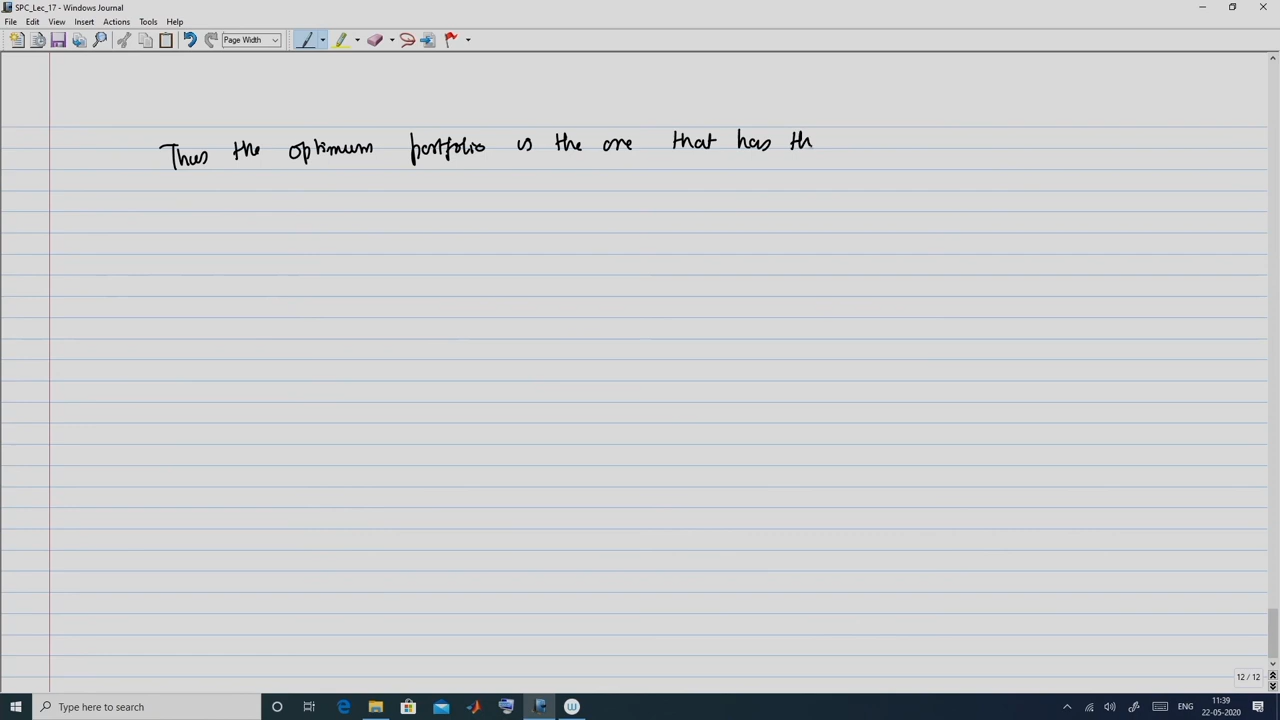 SPC_Lec_17 - Windows Journal
File Edit View Insert Actions Tools Help
Page Width
Thus the optimum portfolio is the one that has th
12 / 12
Type here to search
ENG
11:39
22-05-2020